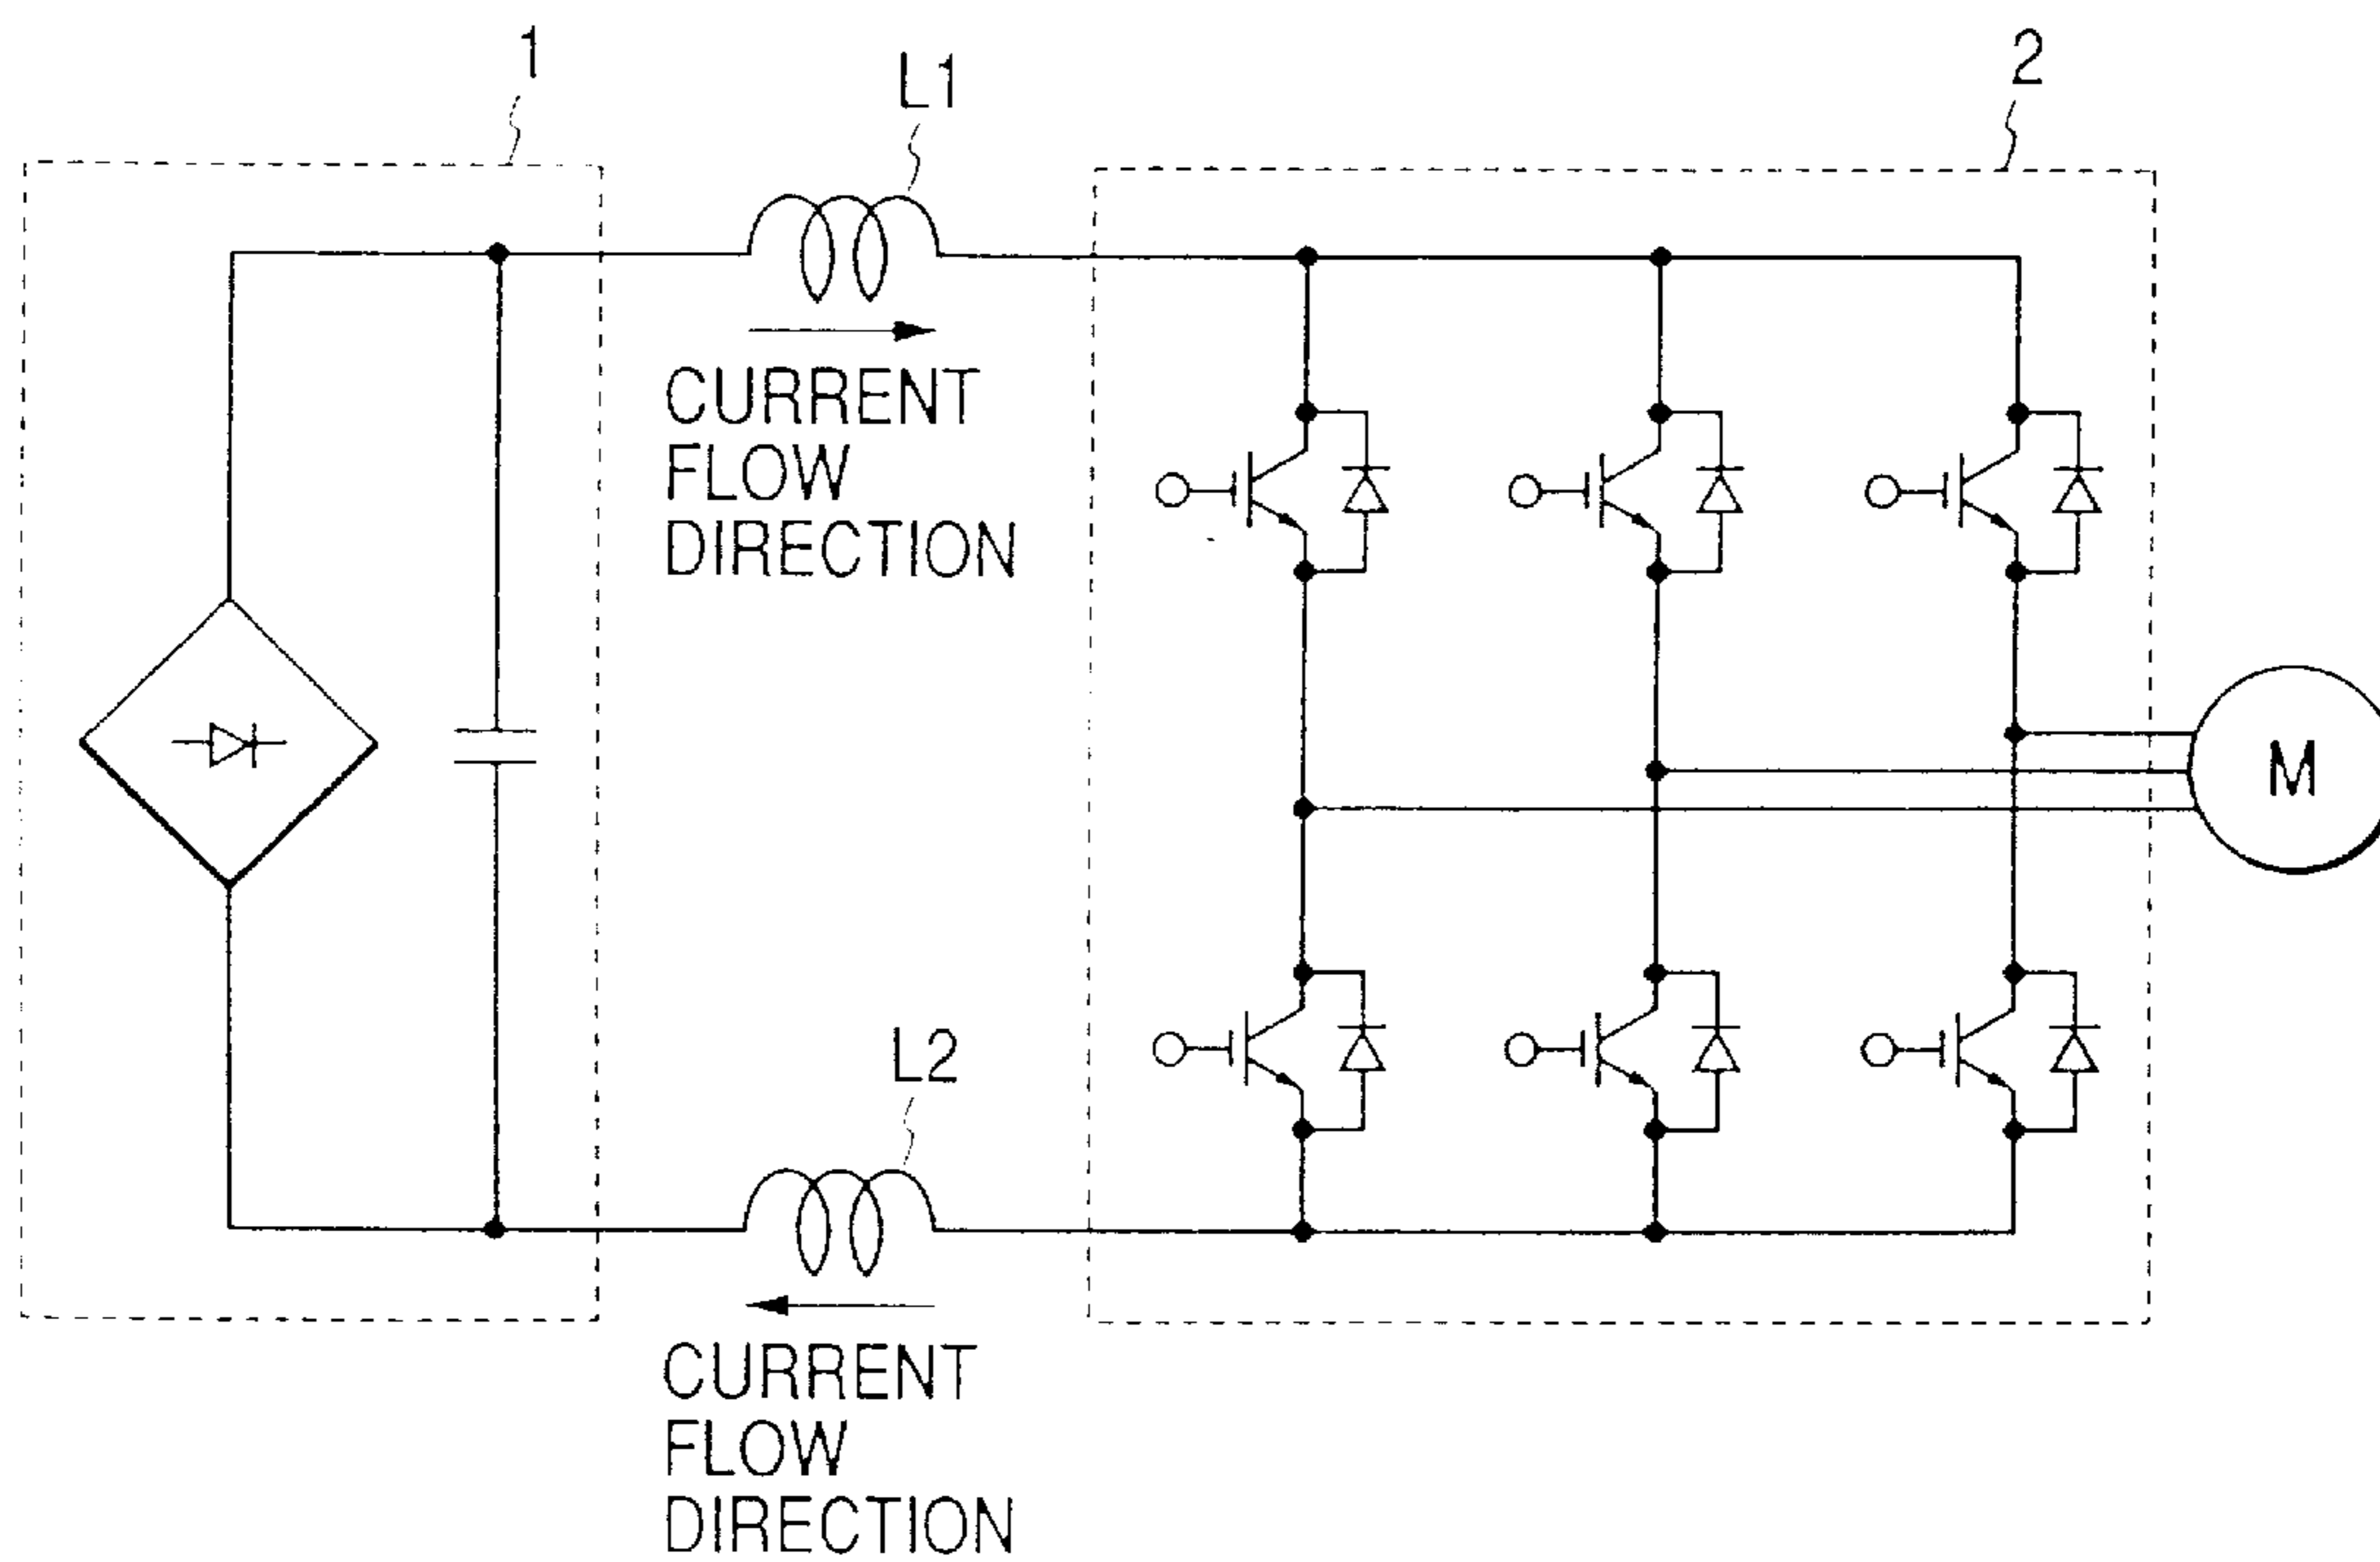 1
L1
2
CURRENT
FLOW
DIRECTION
M
L2
CURRENT
FLOW
DIRECTION